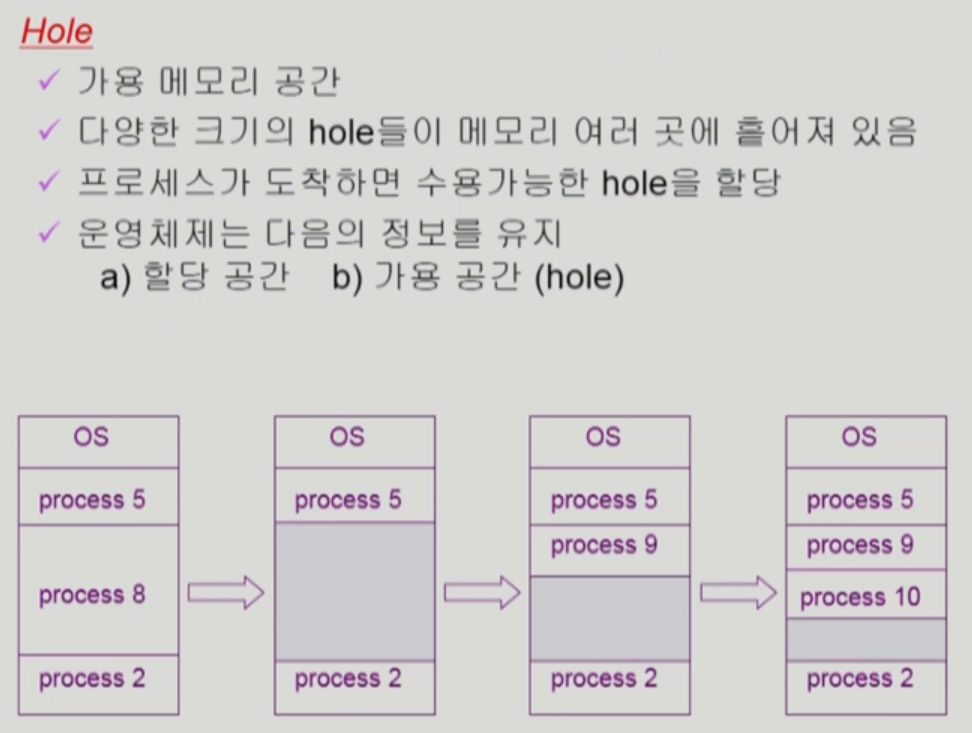 Hole
✓ 가용 메모리 공간
✓ 다양한 크기의 hole들이 메모리 여러 곳에 흩어져 있음
✓ 프로세스가 도착하면 수용가능한 hole을 할당
✓ 운영체제는 다음의 정보를 유지
a) 할당 공간 b) 가용 공간 (hole)
OS
process 5
process 8
process 2
OS
process 5
process 2
OS
process 5
process 9
process 2
OS
process 5
process 9
process 10
process 2